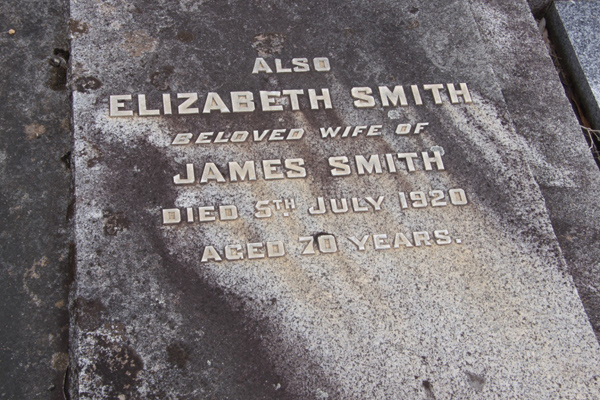 ALSO
ELIZABETH SMITH
BELOVED WIFE OF
JAMES SMITH
DIED 5TH JULY 1920
AGED 70 YEARS.